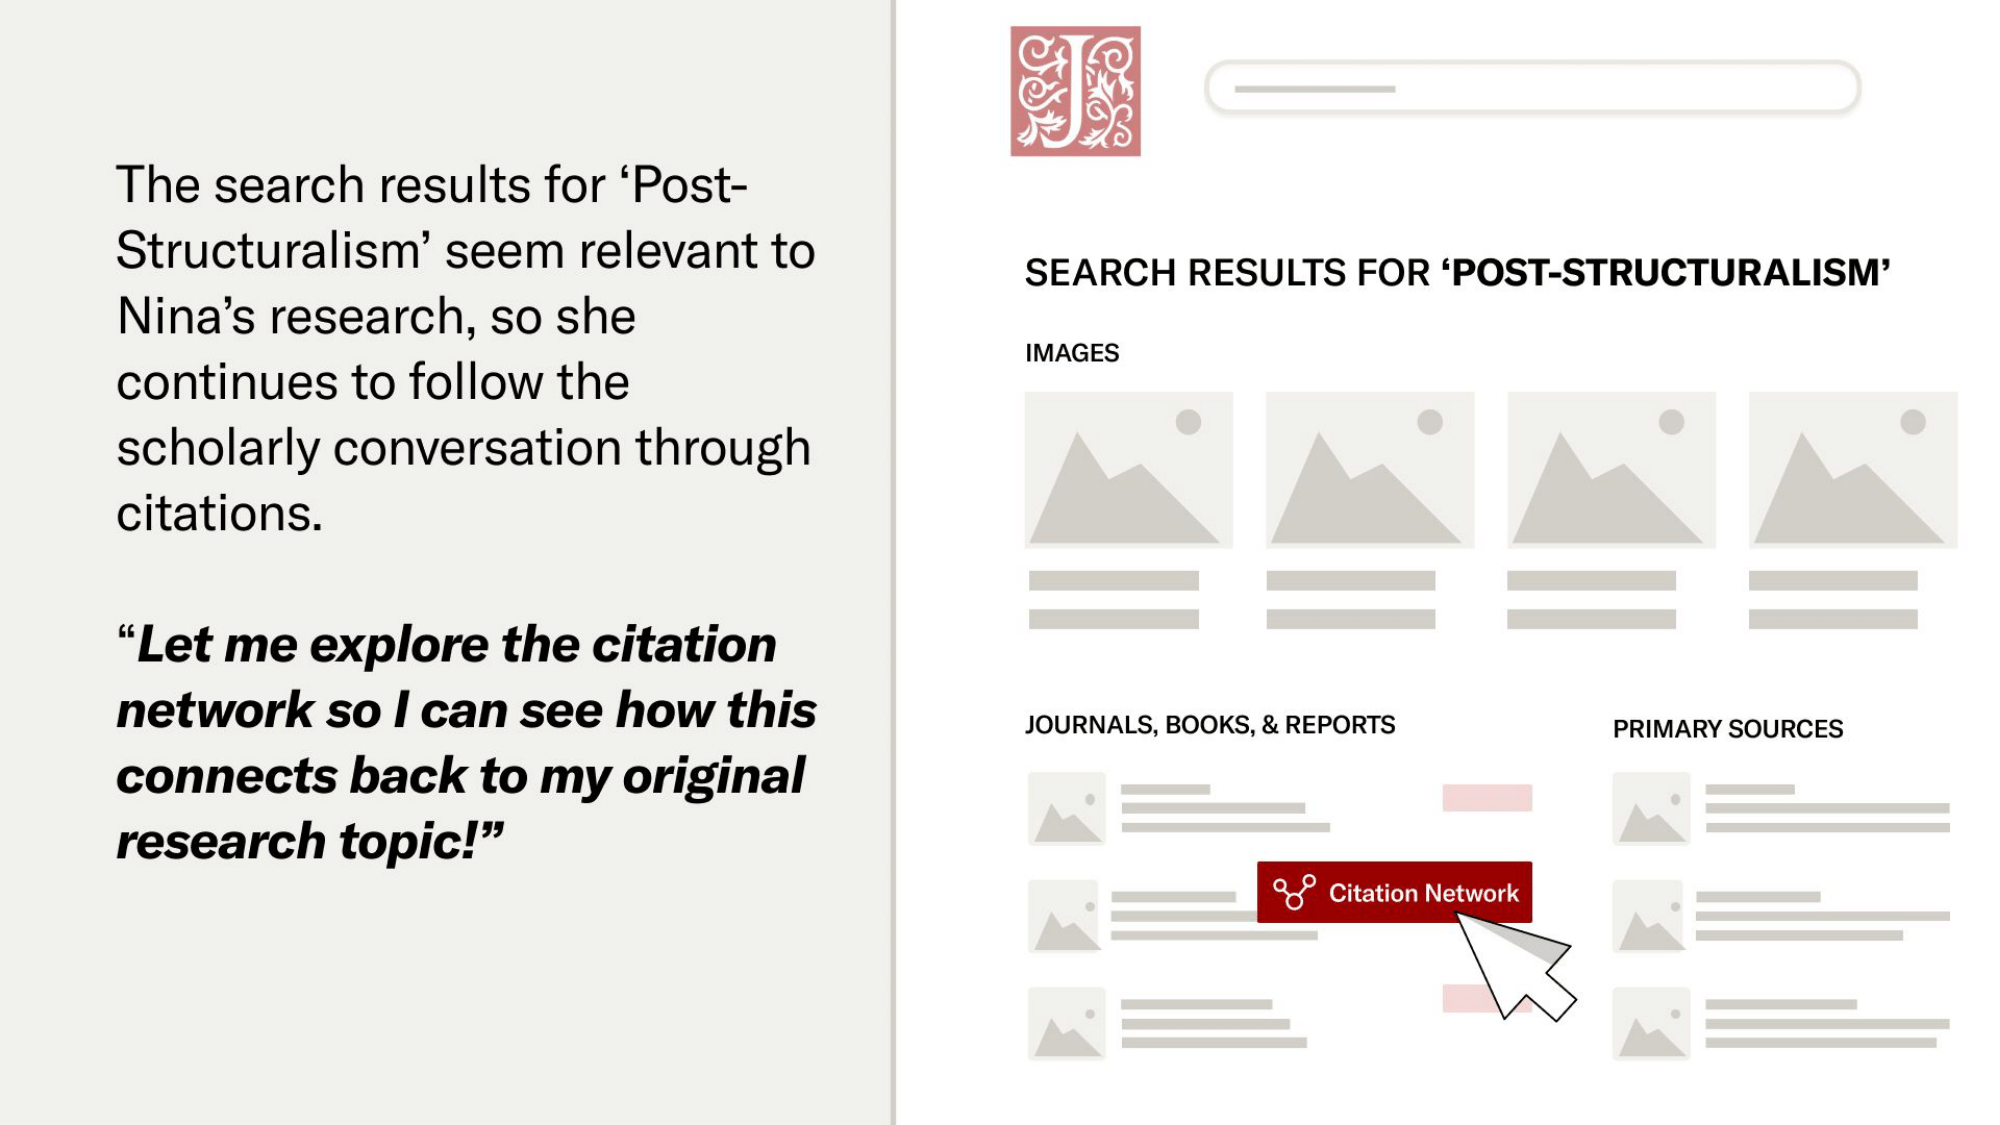 The search results for ‘Post-
Structuralism’ seem relevant to
Nina’s research, so she
continues to follow the
scholarly conversation through
citations.
“Let me explore the citation
network so I can see how this
connects back to my original
research topic!”
J
SEARCH RESULTS FOR ‘POST-STRUCTURALISM’
IMAGES
JOURNALS, BOOKS, & REPORTS
PRIMARY SOURCES
Citation Network